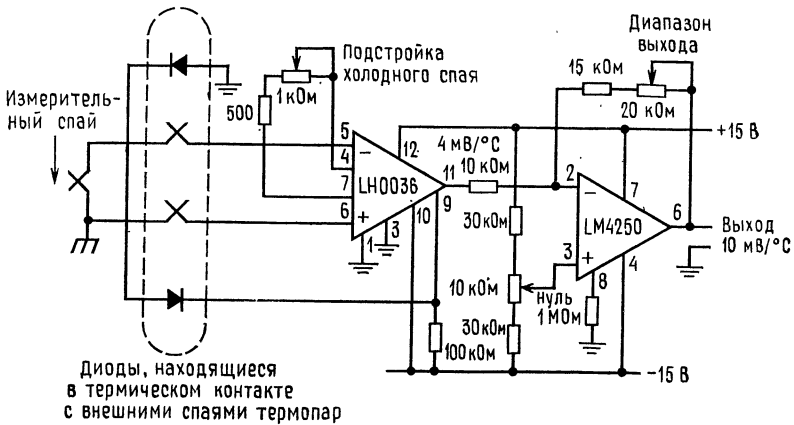 Диапазон
выхода
Подстройка
холодного спая
15 кОм
1 кОм
20 кОм
Измеритель-
ный спай
500
5
4
7
6
12
4 мВ/°С
10 кОм
+15 В
LH0036
11
10
9
1
3
2
7
30 кОм
LM4250
6
Выход
10 мВ/°С
3
8
4
10 кОм
нуль
1 МОм
30 кОм
100 кОм
-15 В
Диоды, находящиеся
в термическом контакте
с внешними спаями термопар